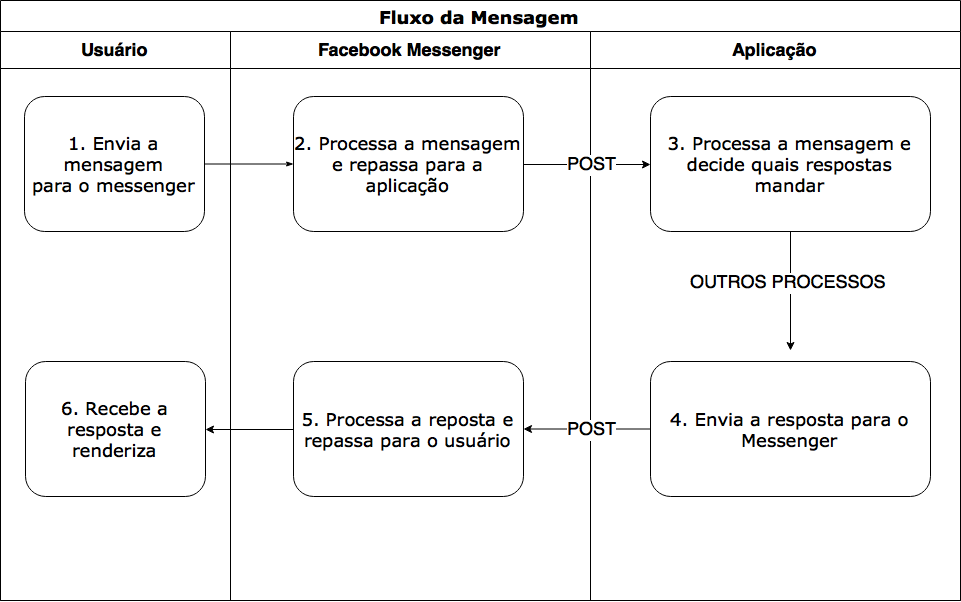 Fluxo da Mensagem
Usuário
Facebook Messenger
Aplicação
1. Envia a
mensagem
para o messenger
2. Processa a mensagem
e repassa para a
aplicação
POST
3. Processa a mensagem e
decide quais respostas
mandar
OUTROS PROCESSOS
4. Envia a resposta para o
Messenger
POST
5. Processa a reposta e
repassa para o usuário
6. Recebe a
resposta e
renderiza